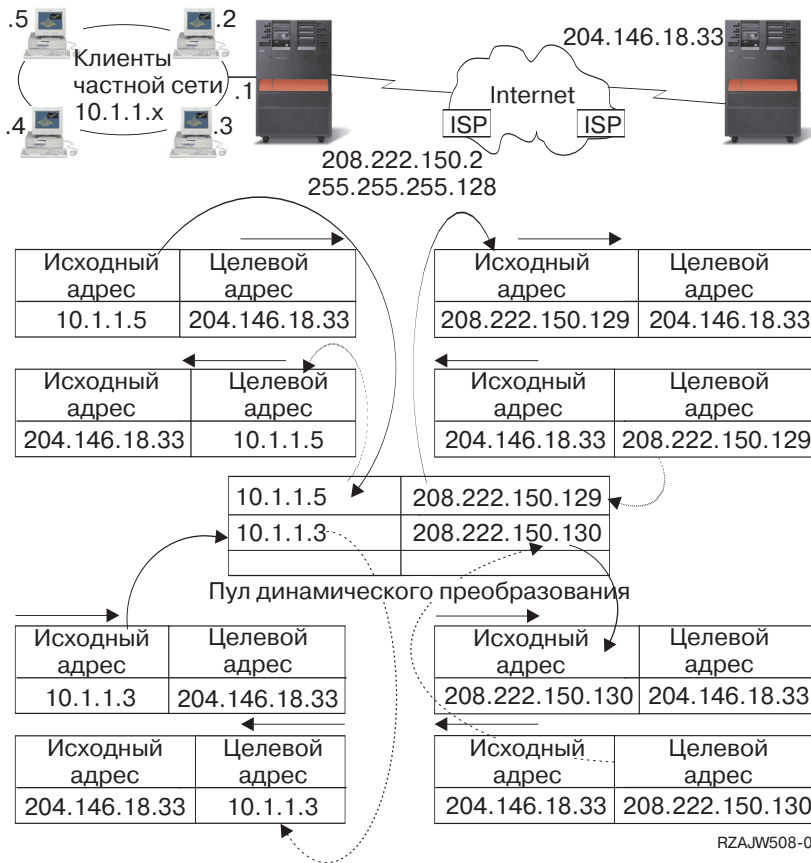 .5
.2
204.146.18.33
Клиенты
частной сети
10.1.1.x
.1
Internet
.4
.3
ISP
ISP
208.222.150.2
255.255.255.128
Исходный адрес
Целевой адрес
10.1.1.5
204.146.18.33
Исходный адрес
Целевой адрес
208.222.150.129
204.146.18.33
Исходный адрес
Целевой адрес
204.146.18.33
10.1.1.5
Исходный адрес
Целевой адрес
204.146.18.33
208.222.150.129
10.1.1.5
208.222.150.129
10.1.1.3
208.222.150.130
Пул динамического преобразования
Исходный адрес
Целевой адрес
10.1.1.3
204.146.18.33
Исходный адрес
Целевой адрес
208.222.150.130
204.146.18.33
Исходный адрес
Целевой адрес
204.146.18.33
10.1.1.3
Исходный адрес
Целевой адрес
204.146.18.33
208.222.150.130
RZAJW508-0